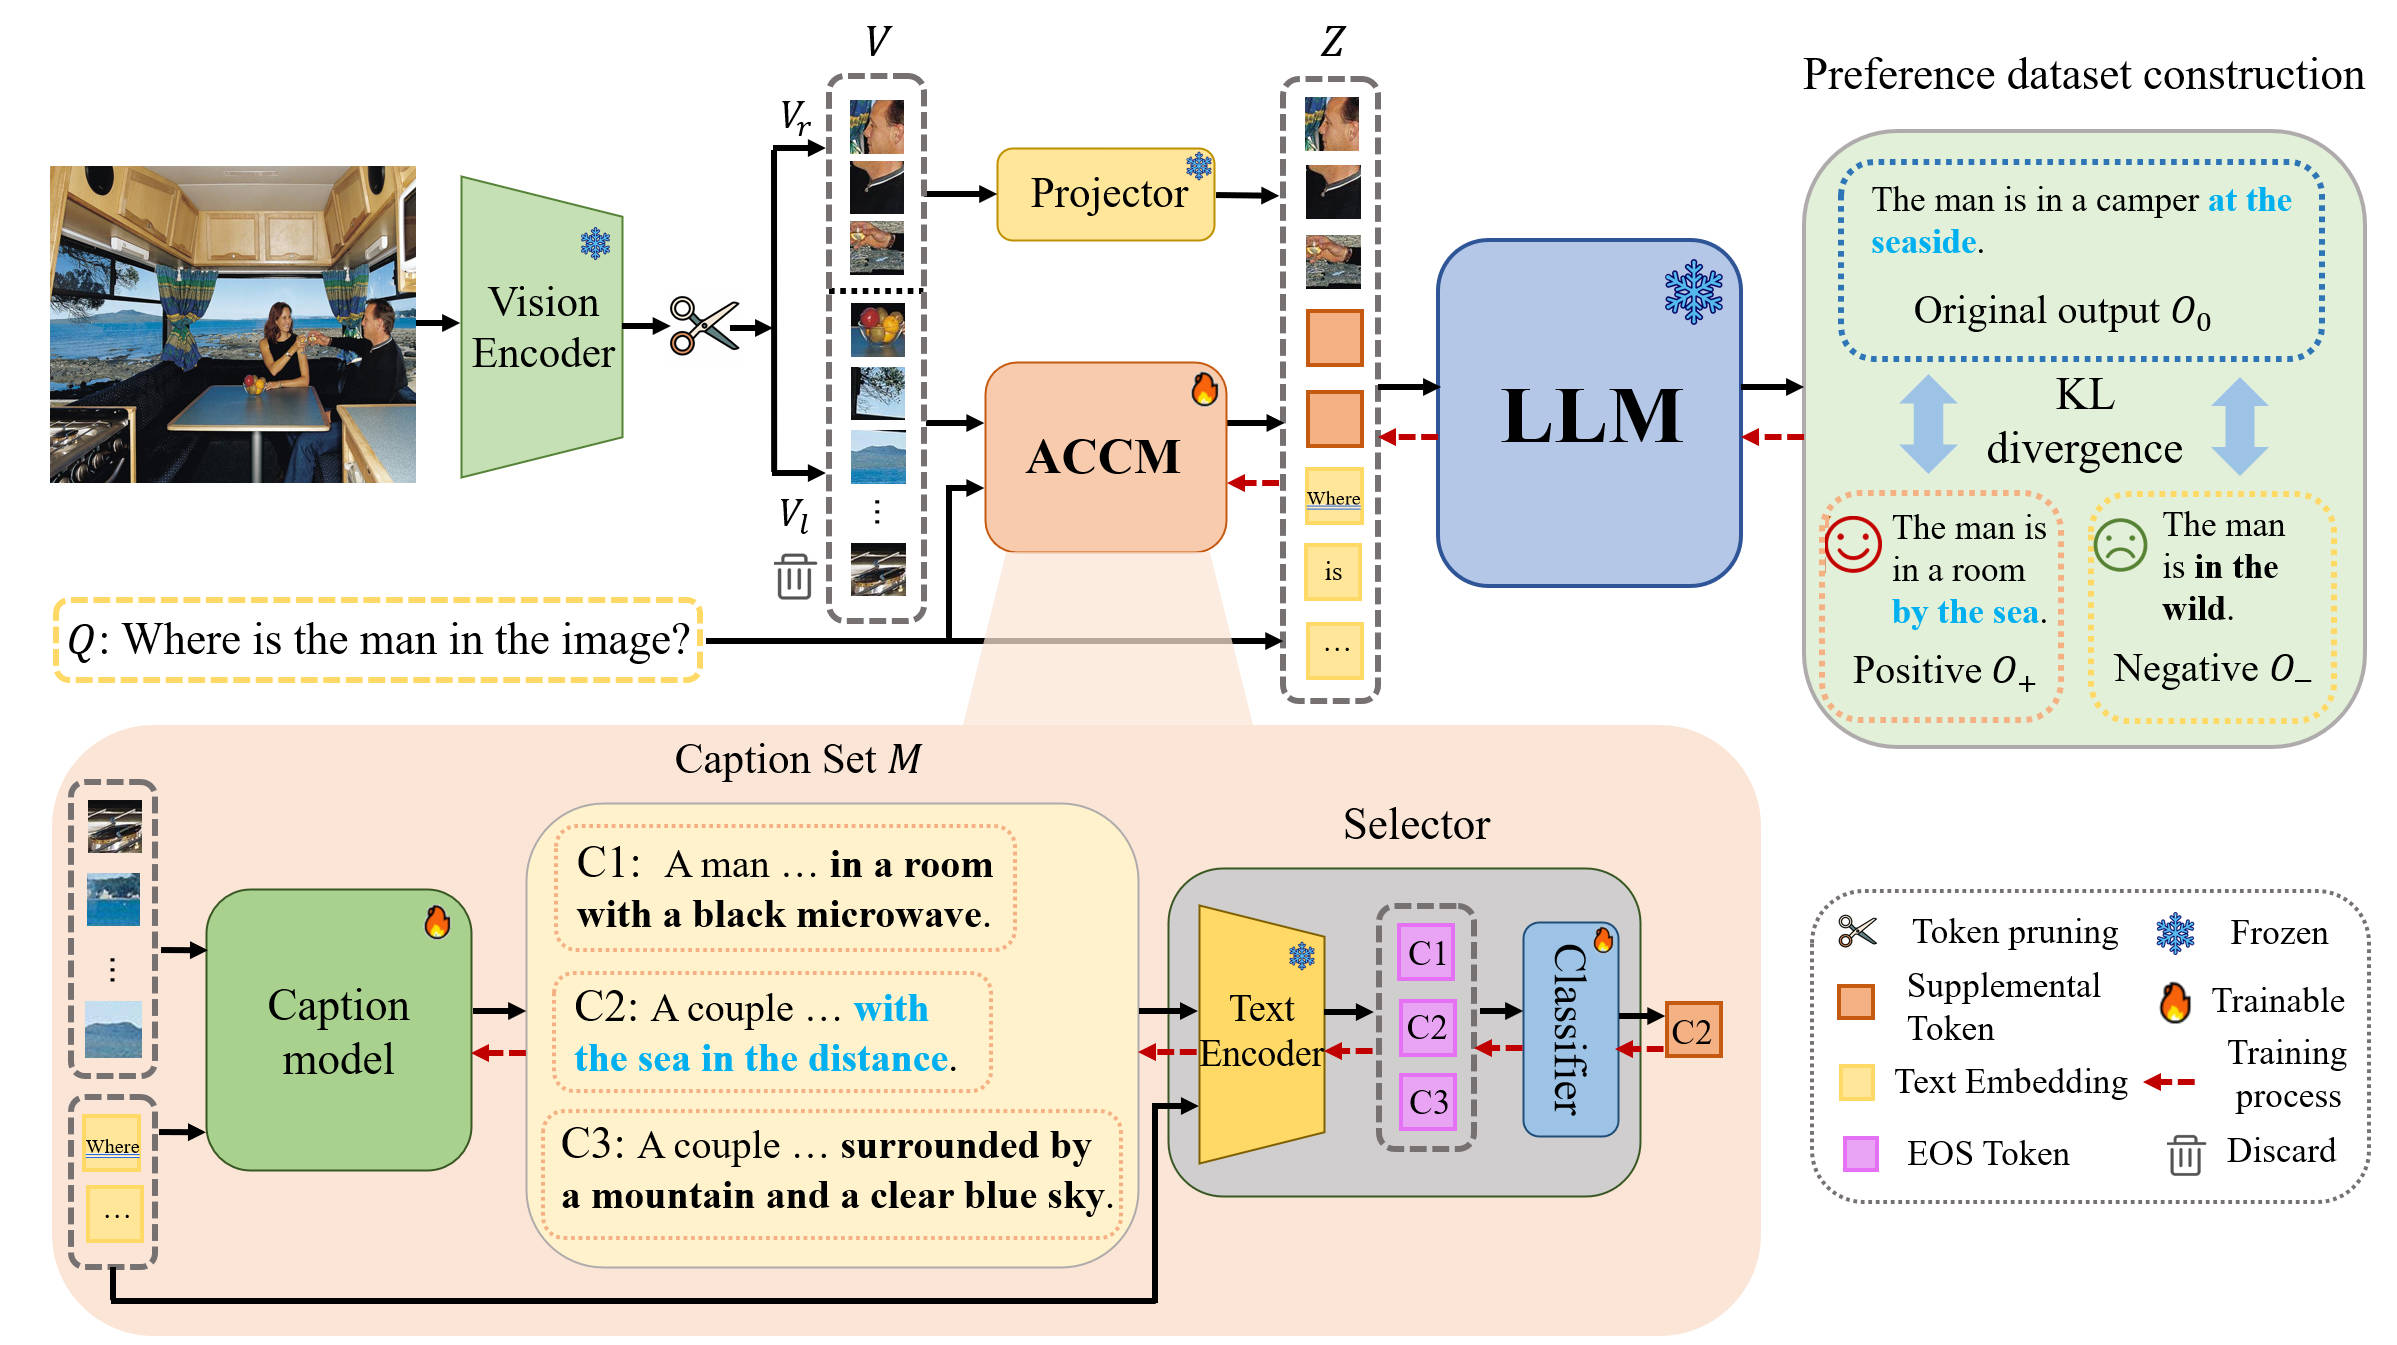 V
Z
Preference dataset construction
V_r
Projector
The man is in a camper at the
seaside.
Original output O_0
Vision
Encoder
LLM
KL
divergence
ACCM
V_l
⋮
Where
is
…
The man is
in a room
by the sea.
Positive O_+
The man
is in the
wild.
Negative O_−
Q: Where is the man in the image?
Caption Set M
Selector
⋮
Where
…
Caption
model
C1: A man … in a room
with a black microwave.
C2: A couple … with
the sea in the distance.
C3: A couple … surrounded by
a mountain and a clear blue sky.
Text
Encoder
C1
C2
C3
Classifier
C2
Token pruning
Frozen
Supplemental
Token
Trainable
Text Embedding
Training
process
EOS Token
Discard